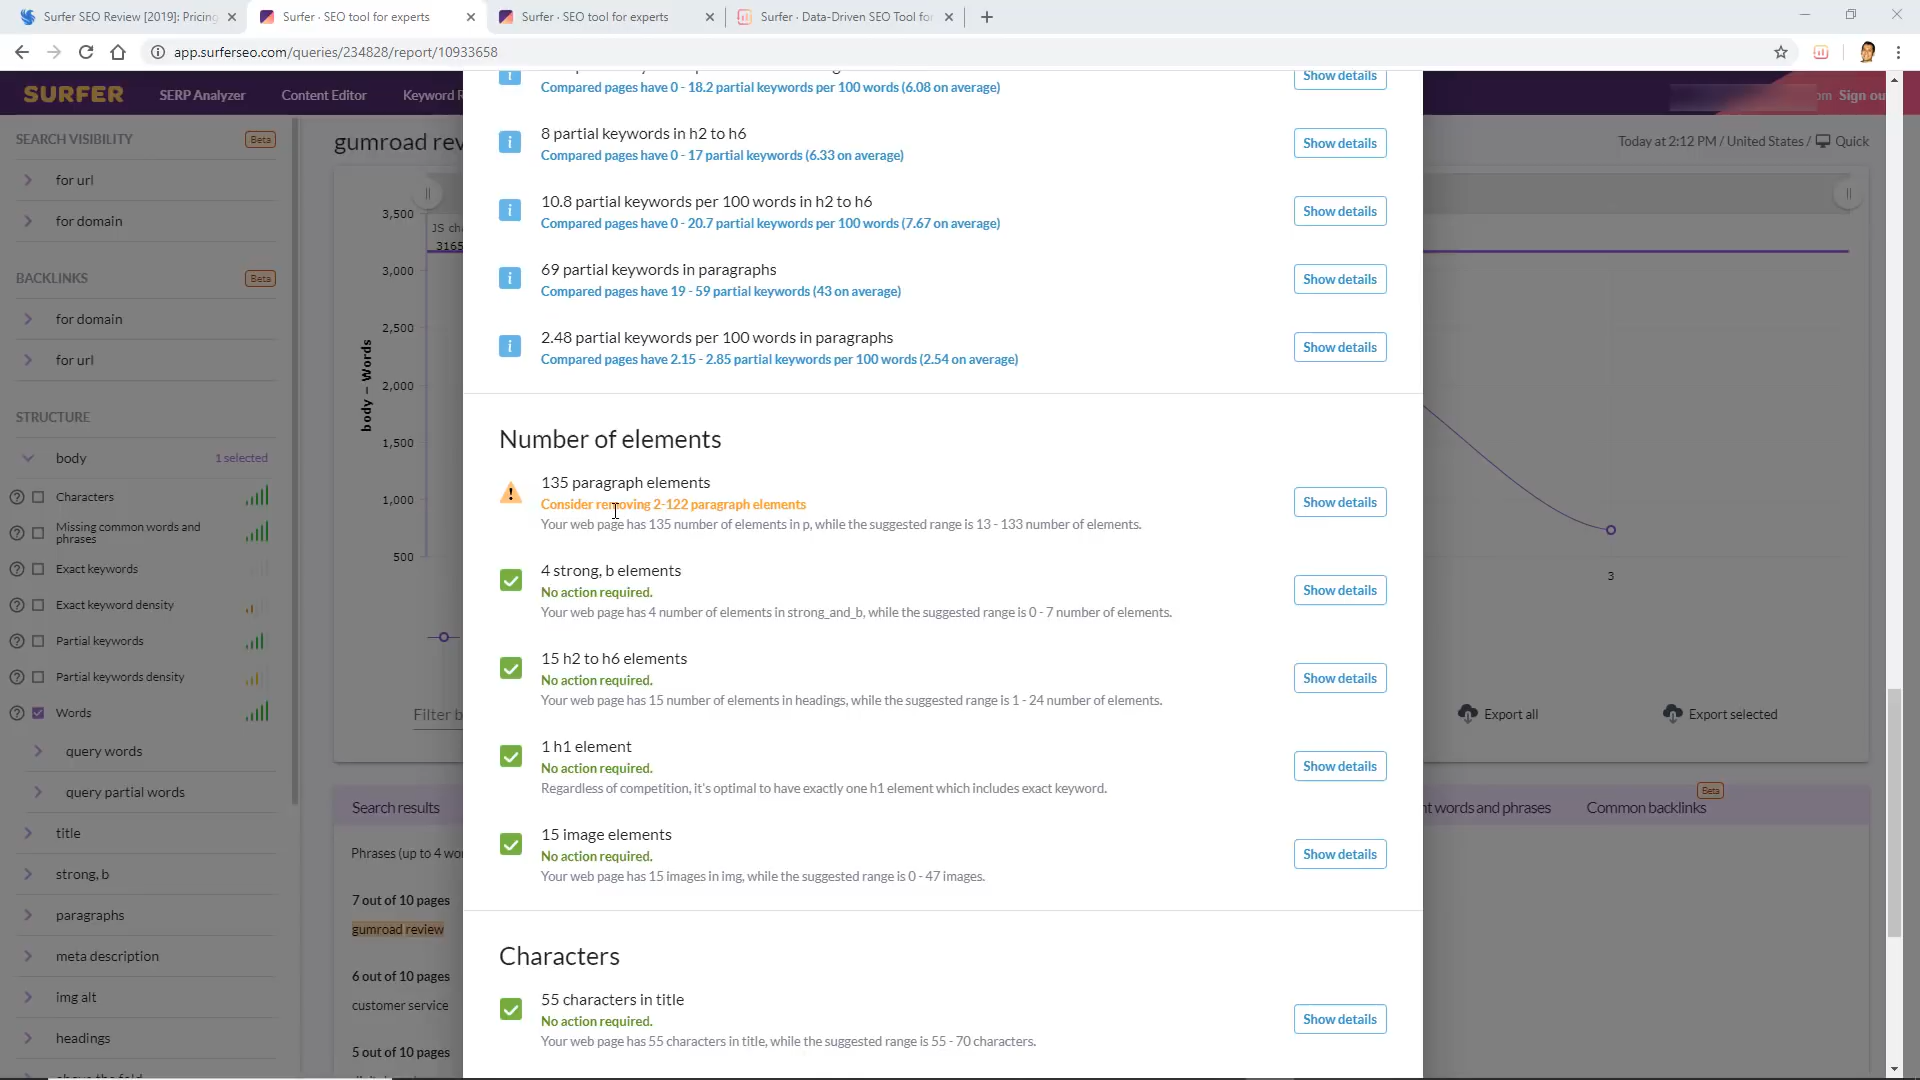 Surfer SEO Review [2019]: Pricing
Surfer · SEO tool for experts
Surfer · SEO tool for experts
Surfer · Data-Driven SEO Tool for
app.surferseo.com/queries/234828/report/10933658
SURFER
SERP Analyzer
Content Editor
Keyword R
om
Sign ou
SEARCH VISIBILITY
Beta
for url
for domain
BACKLINKS
Beta
for domain
for url
STRUCTURE
body
1 selected
Characters
Missing common words and
phrases
Exact keywords
Exact keyword density
Partial keywords
Partial keywords density
Words
query words
query partial words
title
strong, b
paragraphs
meta description
img alt
headings
gumroad rev
Today at 2:12 PM / United States /
Quick
3,500
3,000
2,500
2,000
1,500
1,000
500
body – Words
JS ch
3165
3
Filter b
Export all
Export selected
Search results
nt words and phrases
Common backlinks
Beta
Phrases (up to 4 wor
7 out of 10 pages
gumroad review
6 out of 10 pages
customer service
5 out of 10 pages
Compared pages have 0 - 18.2 partial keywords per 100 words (6.08 on average)
Show details
8 partial keywords in h2 to h6
Compared pages have 0 - 17 partial keywords (6.33 on average)
Show details
10.8 partial keywords per 100 words in h2 to h6
Compared pages have 0 - 20.7 partial keywords per 100 words (7.67 on average)
Show details
69 partial keywords in paragraphs
Compared pages have 19 - 59 partial keywords (43 on average)
Show details
2.48 partial keywords per 100 words in paragraphs
Compared pages have 2.15 - 2.85 partial keywords per 100 words (2.54 on average)
Show details
Number of elements
135 paragraph elements
Consider removing 2-122 paragraph elements
Your web page has 135 number of elements in p, while the suggested range is 13 - 133 number of elements.
Show details
4 strong, b elements
No action required.
Your web page has 4 number of elements in strong_and_b, while the suggested range is 0 - 7 number of elements.
Show details
15 h2 to h6 elements
No action required.
Your web page has 15 number of elements in headings, while the suggested range is 1 - 24 number of elements.
Show details
1 h1 element
No action required.
Regardless of competition, it's optimal to have exactly one h1 element which includes exact keyword.
Show details
15 image elements
No action required.
Your web page has 15 images in img, while the suggested range is 0 - 47 images.
Show details
Characters
55 characters in title
No action required.
Your web page has 55 characters in title, while the suggested range is 55 - 70 characters.
Show details